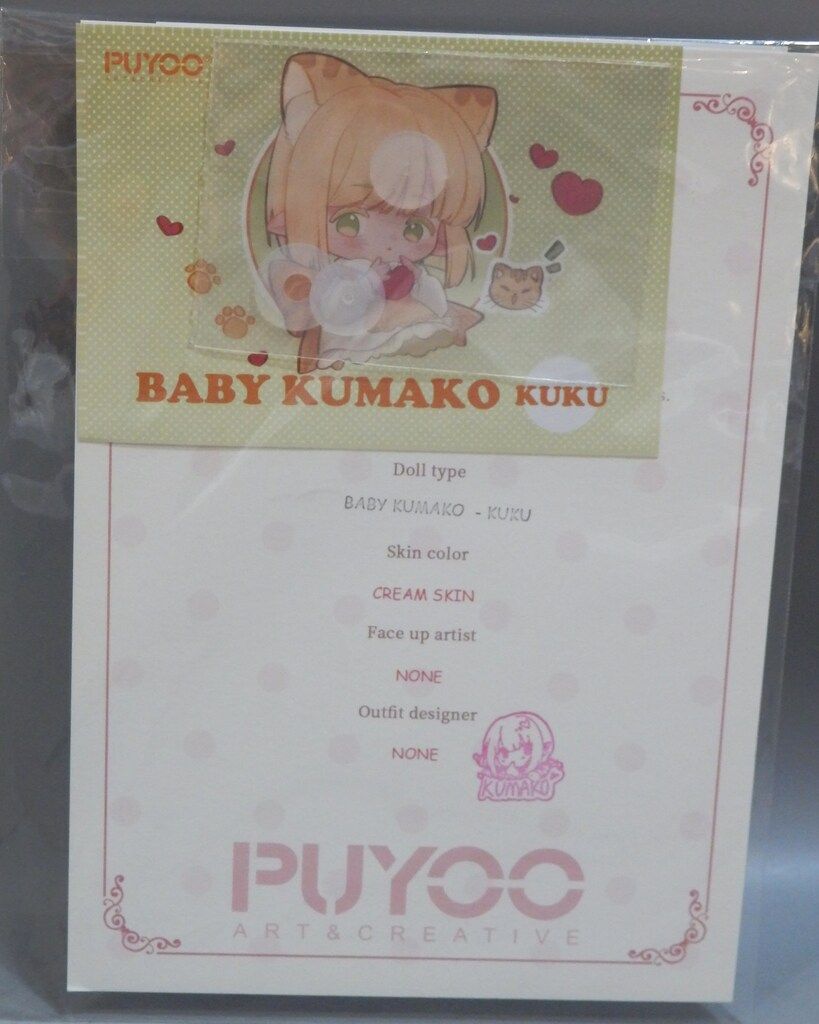 PUYOO
BABY KUMAKO KUKU
s.
Doll type
BABY KUMAKO - KUKU
Skin color
CREAM SKIN
Face up artist
NONE
Outfit designer
NONE
KUMAKO
PUYOO
ART&CREATIVE